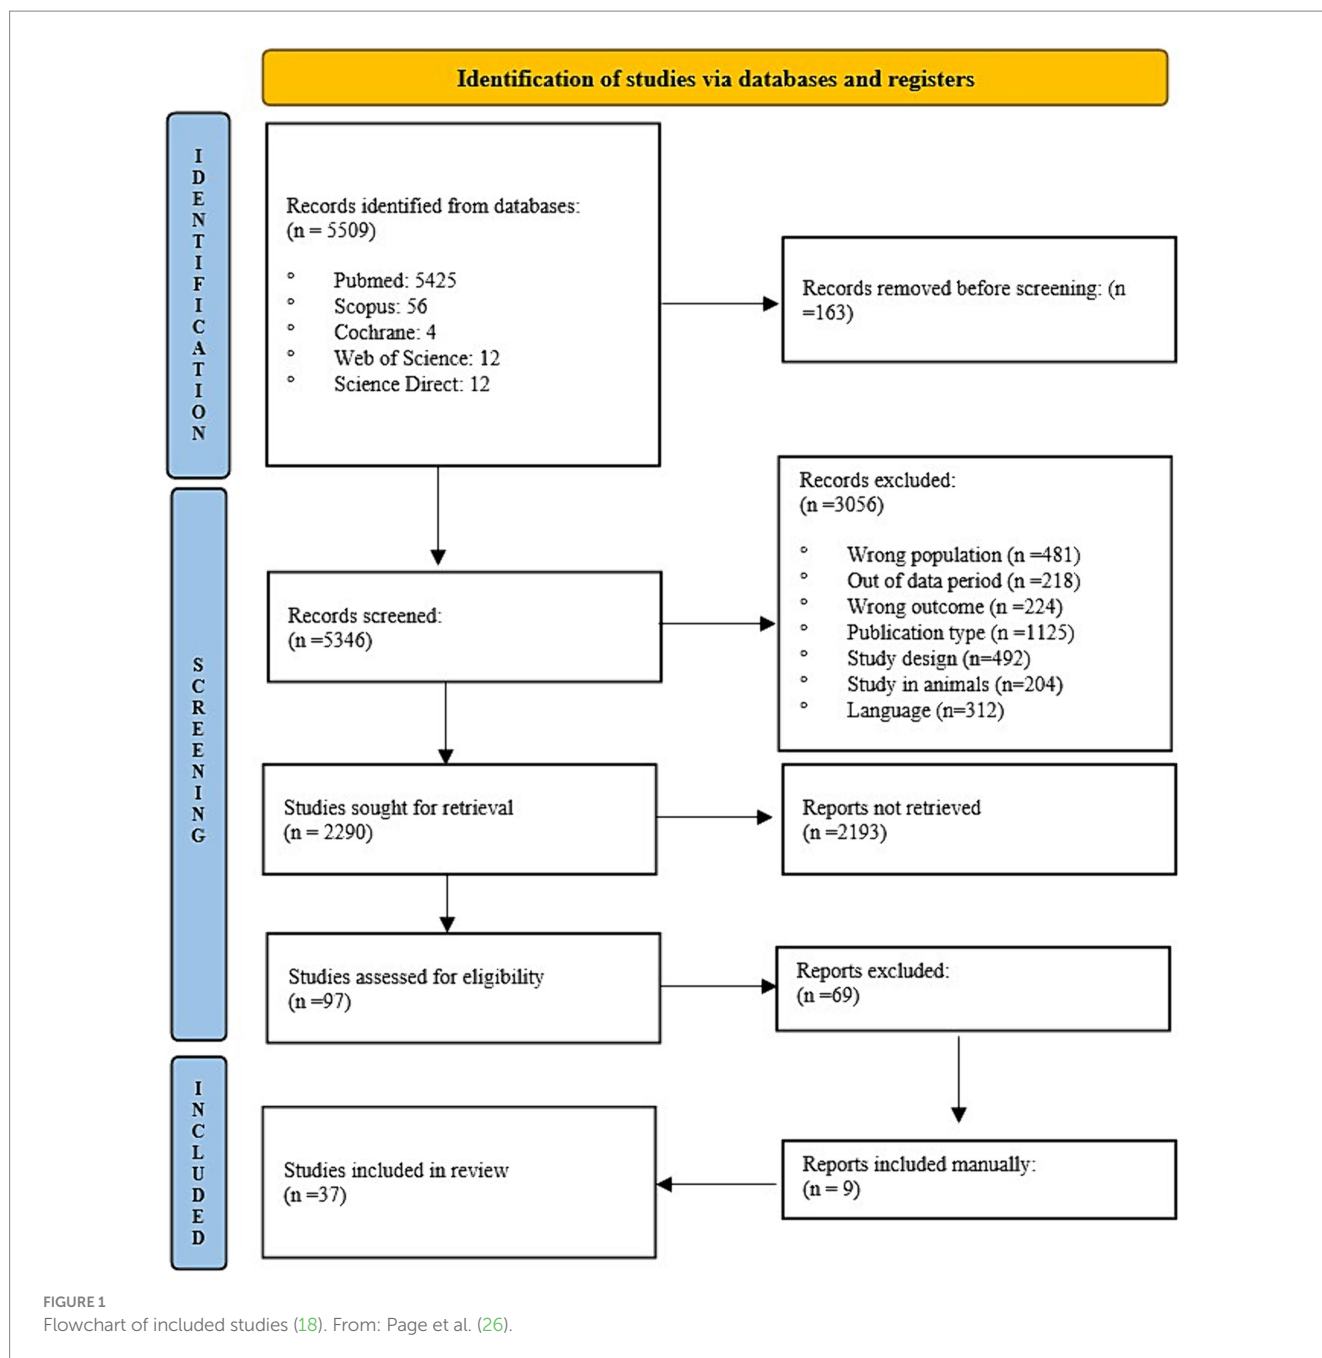 Identification of studies via databases and registers
IDENTIFICATION
Records identified from databases:
(n = 5509)
° Pubmed: 5425
° Scopus: 56
° Cochrane: 4
° Web of Science: 12
° Science Direct: 12
Records removed before screening: (n
=163)
SCREENING
Records excluded:
(n =3056)
° Wrong population (n =481)
° Out of data period (n =218)
° Wrong outcome (n =224)
° Publication type (n =1125)
° Study design (n=492)
° Study in animals (n=204)
° Language (n=312)
Records screened:
(n =5346)
Studies sought for retrieval
(n = 2290)
Reports not retrieved
(n =2193)
Studies assessed for eligibility
(n =97)
Reports excluded:
(n =69)
INCLUDED
Studies included in review
(n =37)
Reports included manually:
(n = 9)
FIGURE 1
Flowchart of included studies (18). From: Page et al. (26).